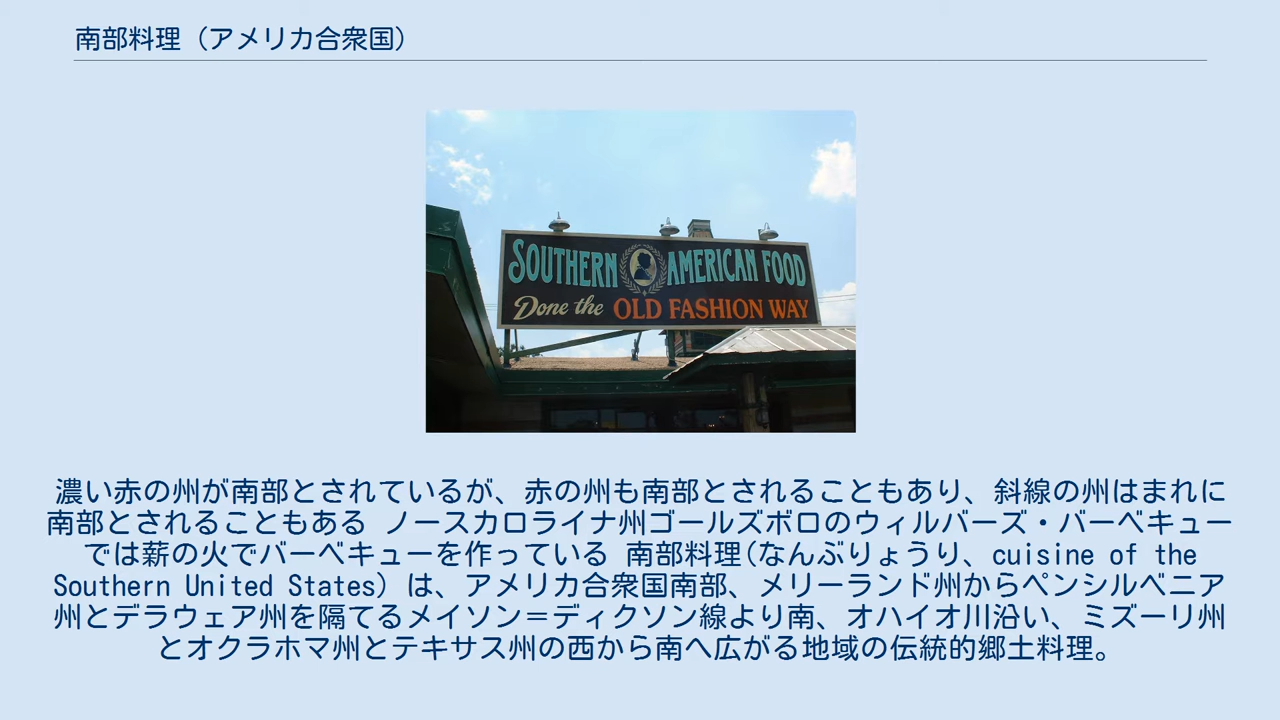 南部料理（アメリカ合衆国）
SOUTHERN AMERICAN FOOD
Done the OLD FASHION WAY
濃い赤の州が南部とされているが、赤の州も南部とされることもあり、斜線の州はまれに
南部とされることもある ノースカロライナ州ゴールズボロのウィルバーズ・バーベキュー
では薪の火でバーベキューを作っている 南部料理(なんぶりょうり、cuisine of the
Southern United States) は、アメリカ合衆国南部、メリーランド州からペンシルベニア
州とデラウェア州を隔てるメイソン＝ディクソン線より南、オハイオ川沿い、ミズーリ州
とオクラホマ州とテキサス州の西から南へ広がる地域の伝統的郷土料理。